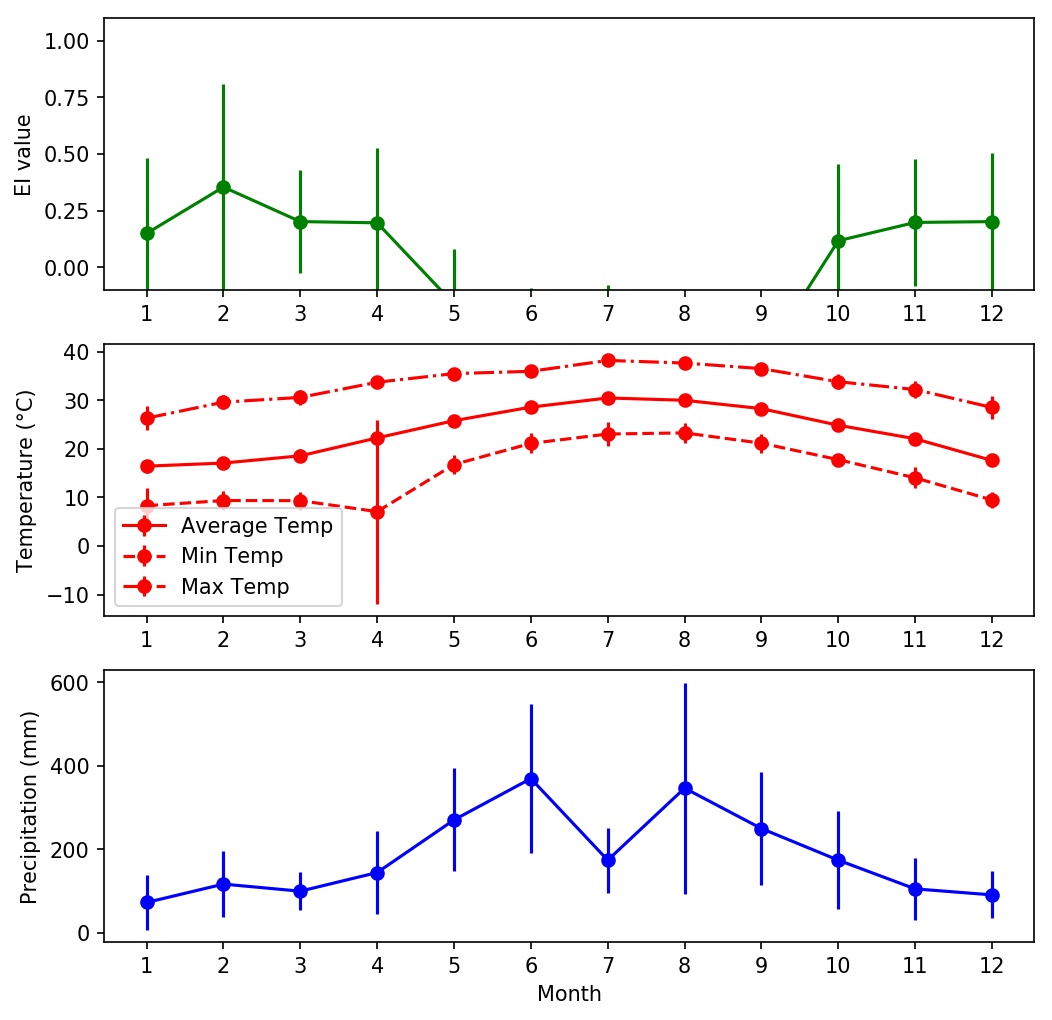 EI value
1.00
0.75
0.50
0.25
0.00
1 2 3 4 5 6 7 8 9 10 11 12
Temperature (°C)
40
30
20
10
0
−10
Average Temp
Min Temp
Max Temp
1 2 3 4 5 6 7 8 9 10 11 12
Precipitation (mm)
600
400
200
0
1 2 3 4 5 6 7 8 9 10 11 12
Month